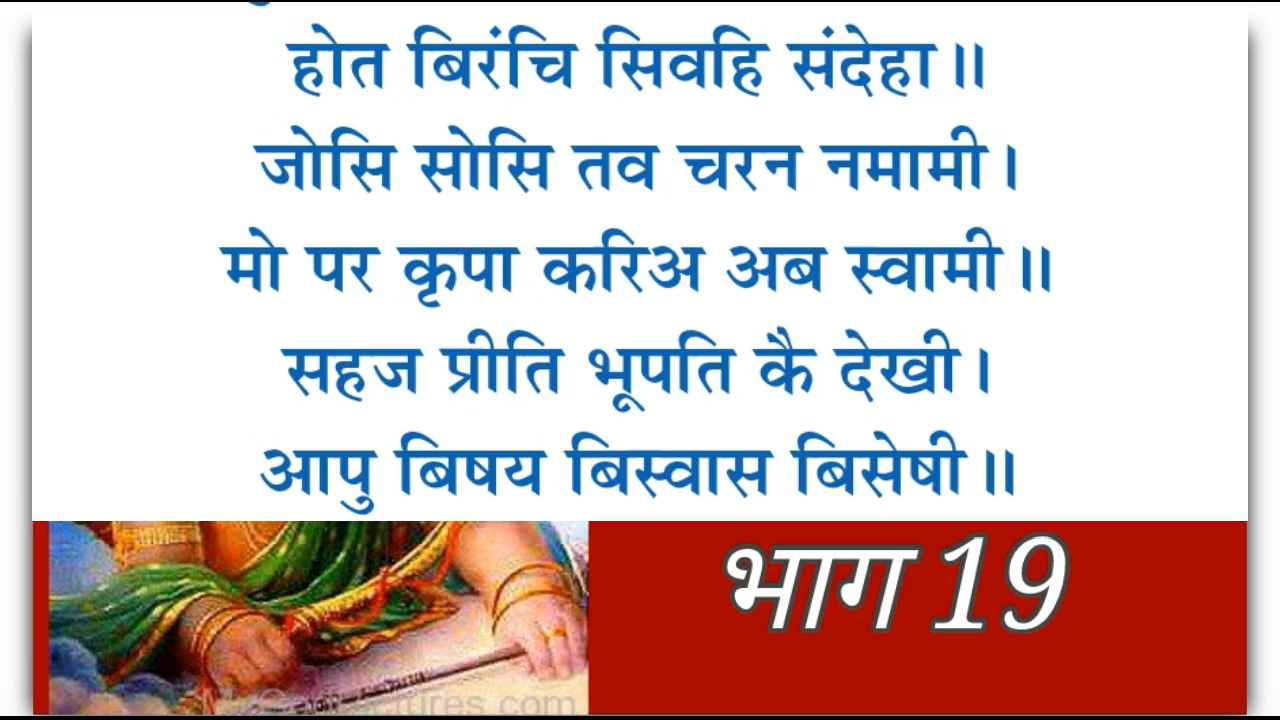 होत बिरंचि सिवहि संदेहा॥
जोसि सोसि तव चरन नमामी।
मो पर कृपा करिअ अब स्वामी॥
सहज प्रीति भूपति कै देखी।
आपु बिषय बिस्वास बिसेषी॥
भाग 19